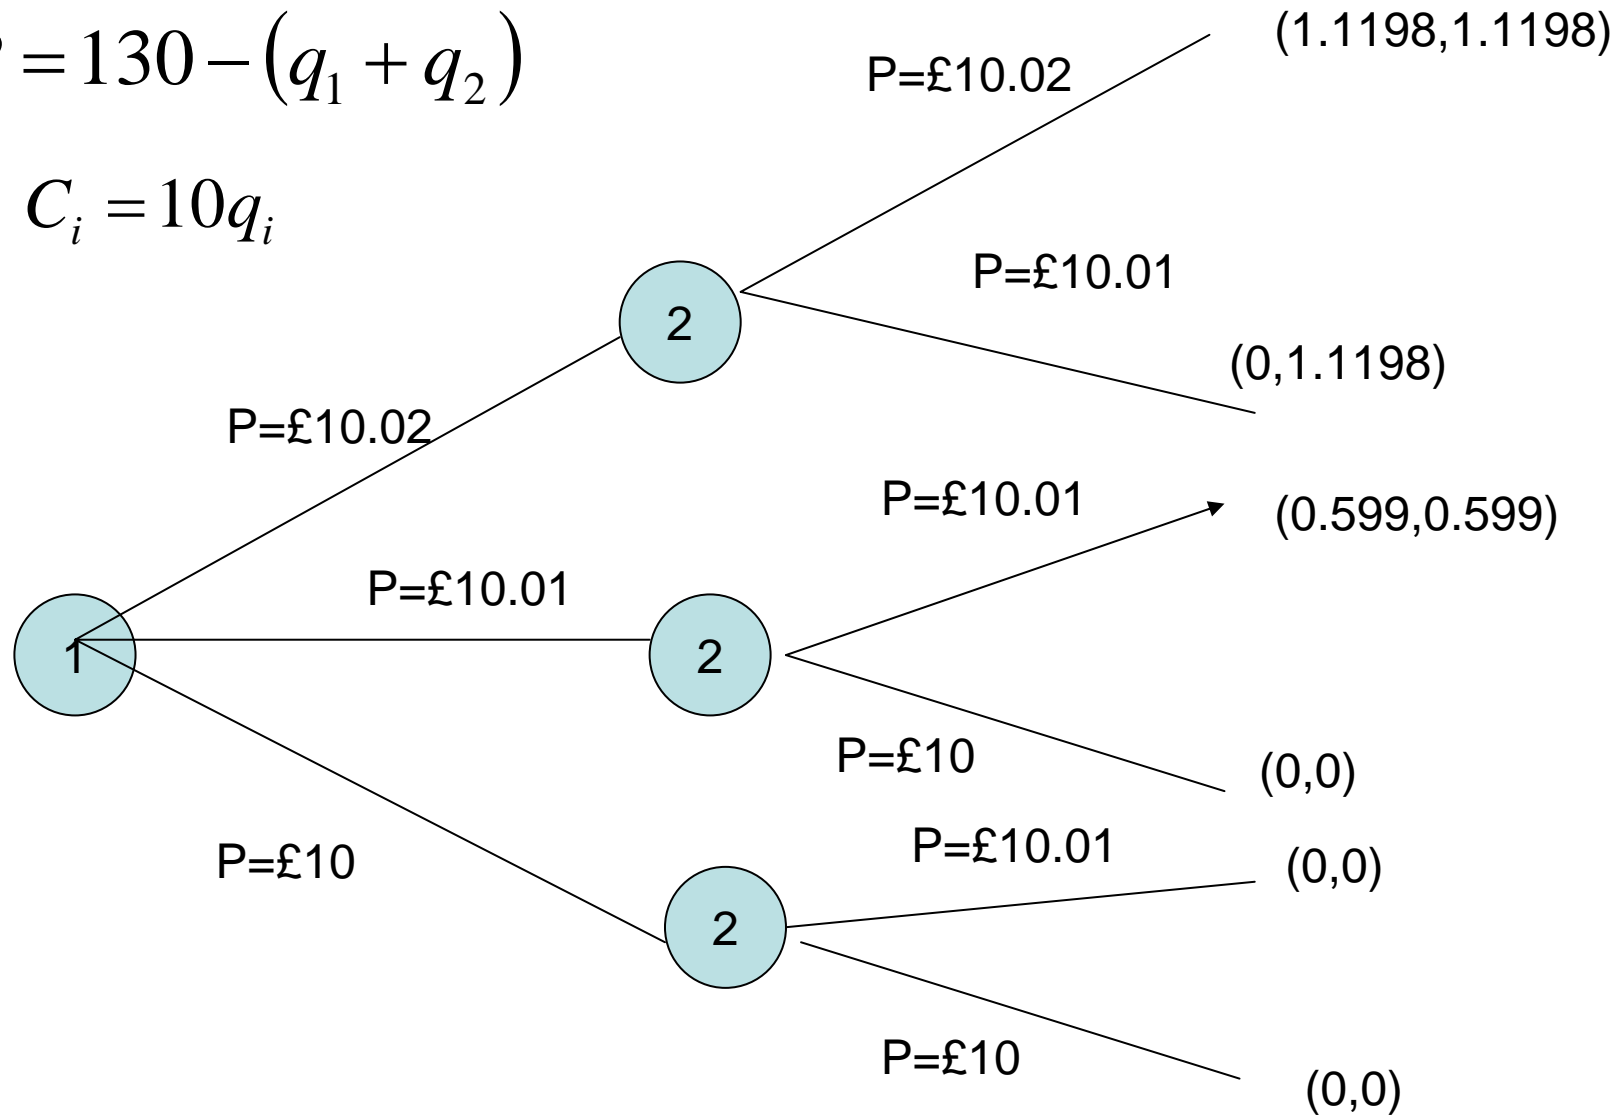 = 130 − (q₁ + q₂)
Cᵢ = 10qᵢ
P=£10.02
(1.1198,1.1198)
P=£10.01
2
(0,1.1198)
P=£10.02
P=£10.01
(0.599,0.599)
P=£10.01
1
2
P=£10
(0,0)
P=£10
P=£10.01
(0,0)
2
P=£10
(0,0)